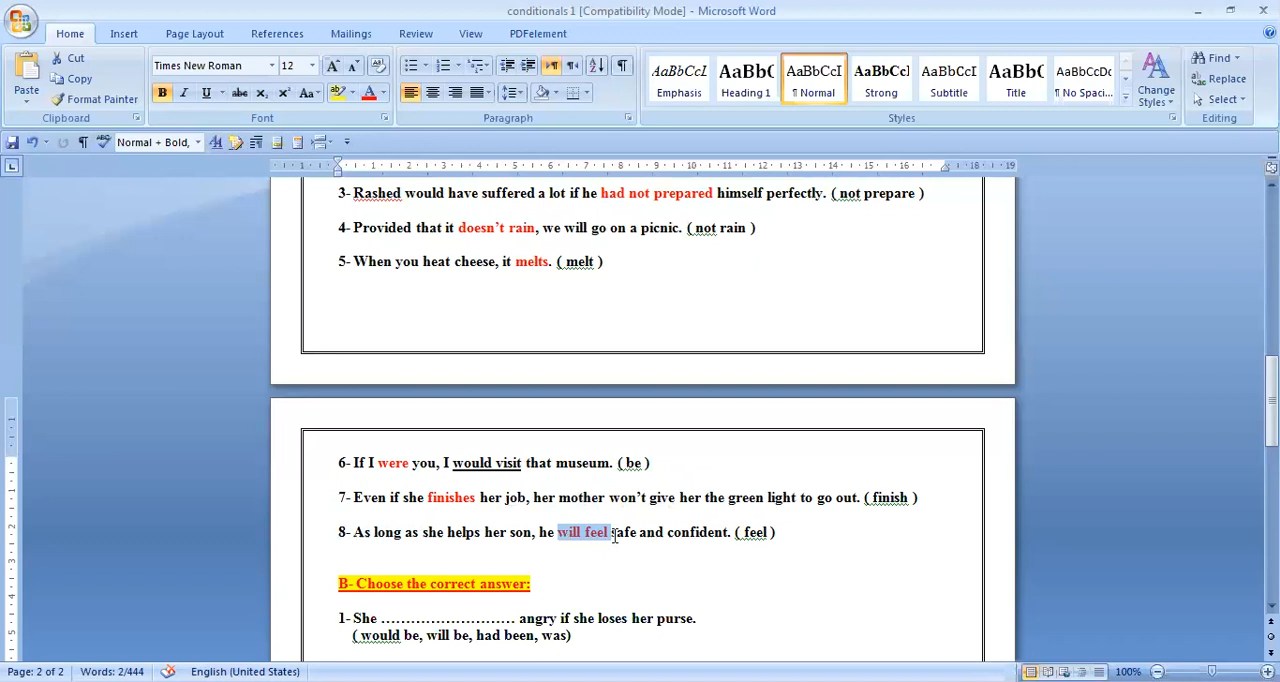 conditionals1 [Compatibility Mode] - Microsoft Word
Home Insert Page Layout References Mailings Review View PDFelement
Paste
Cut
Copy
Format Painter
Clipboard
Times New Roman 12
B I U abc X₂ X² Aa A
Font
Paragraph
AaBbCcI AaBb( AaBbCcI AaBbCcI AaBbCcI AaBb( AaBbCcDc
Emphasis Heading 1 ¶ Normal Strong Subtitle Title ¶ No Spaci...
Change Styles
Styles
Find
Replace
Select
Editing
Normal + Bold,
3- Rashed would have suffered a lot if he had not prepared himself perfectly. ( not prepare )
4- Provided that it doesn’t rain, we will go on a picnic. ( not rain )
5- When you heat cheese, it melts. ( melt )
6- If I were you, I would visit that museum. ( be )
7- Even if she finishes her job, her mother won’t give her the green light to go out. ( finish )
8- As long as she helps her son, he will feel safe and confident. ( feel )
B- Choose the correct answer:
1- She ……………………… angry if she loses her purse.
( would be, will be, had been, was)
Page: 2 of 2 Words: 2/444 English (United States) 100%